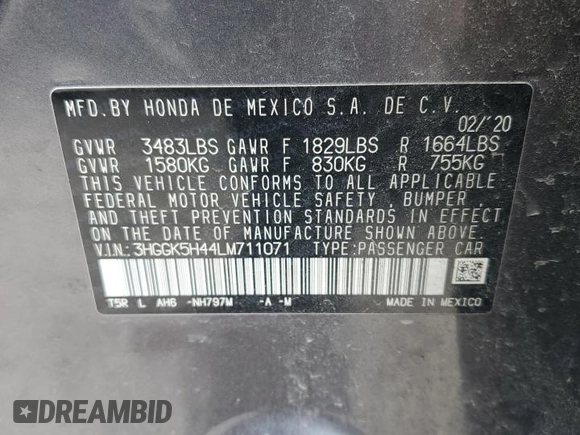 MFD. BY HONDA DE MEXICO S.A. DE C.V.
02/'20
GVWR 3483LBS GAWR F 1829LBS R 1664LBS
GVWR 1580KG GAWR F 830KG R 755KG
THIS VEHICLE CONFORMS TO ALL APPLICABLE
FEDERAL MOTOR VEHICLE SAFETY, BUMPER,
AND THEFT PREVENTION STANDARDS IN EFFECT
ON THE DATE OF MANUFACTURE SHOWN ABOVE.
V.I.N.: 3HGGK5H44LM711071 TYPE:PASSENGER CAR
T5R L AH6 -NH797M -A -M
MADE IN MEXICO
DREAMBID